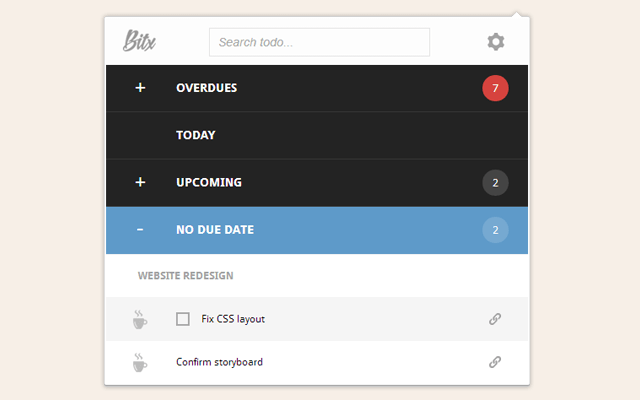 Bitx
Search todo...
+ OVERDUES 7
TODAY
+ UPCOMING 2
- NO DUE DATE 2
WEBSITE REDESIGN
Fix CSS layout
Confirm storyboard